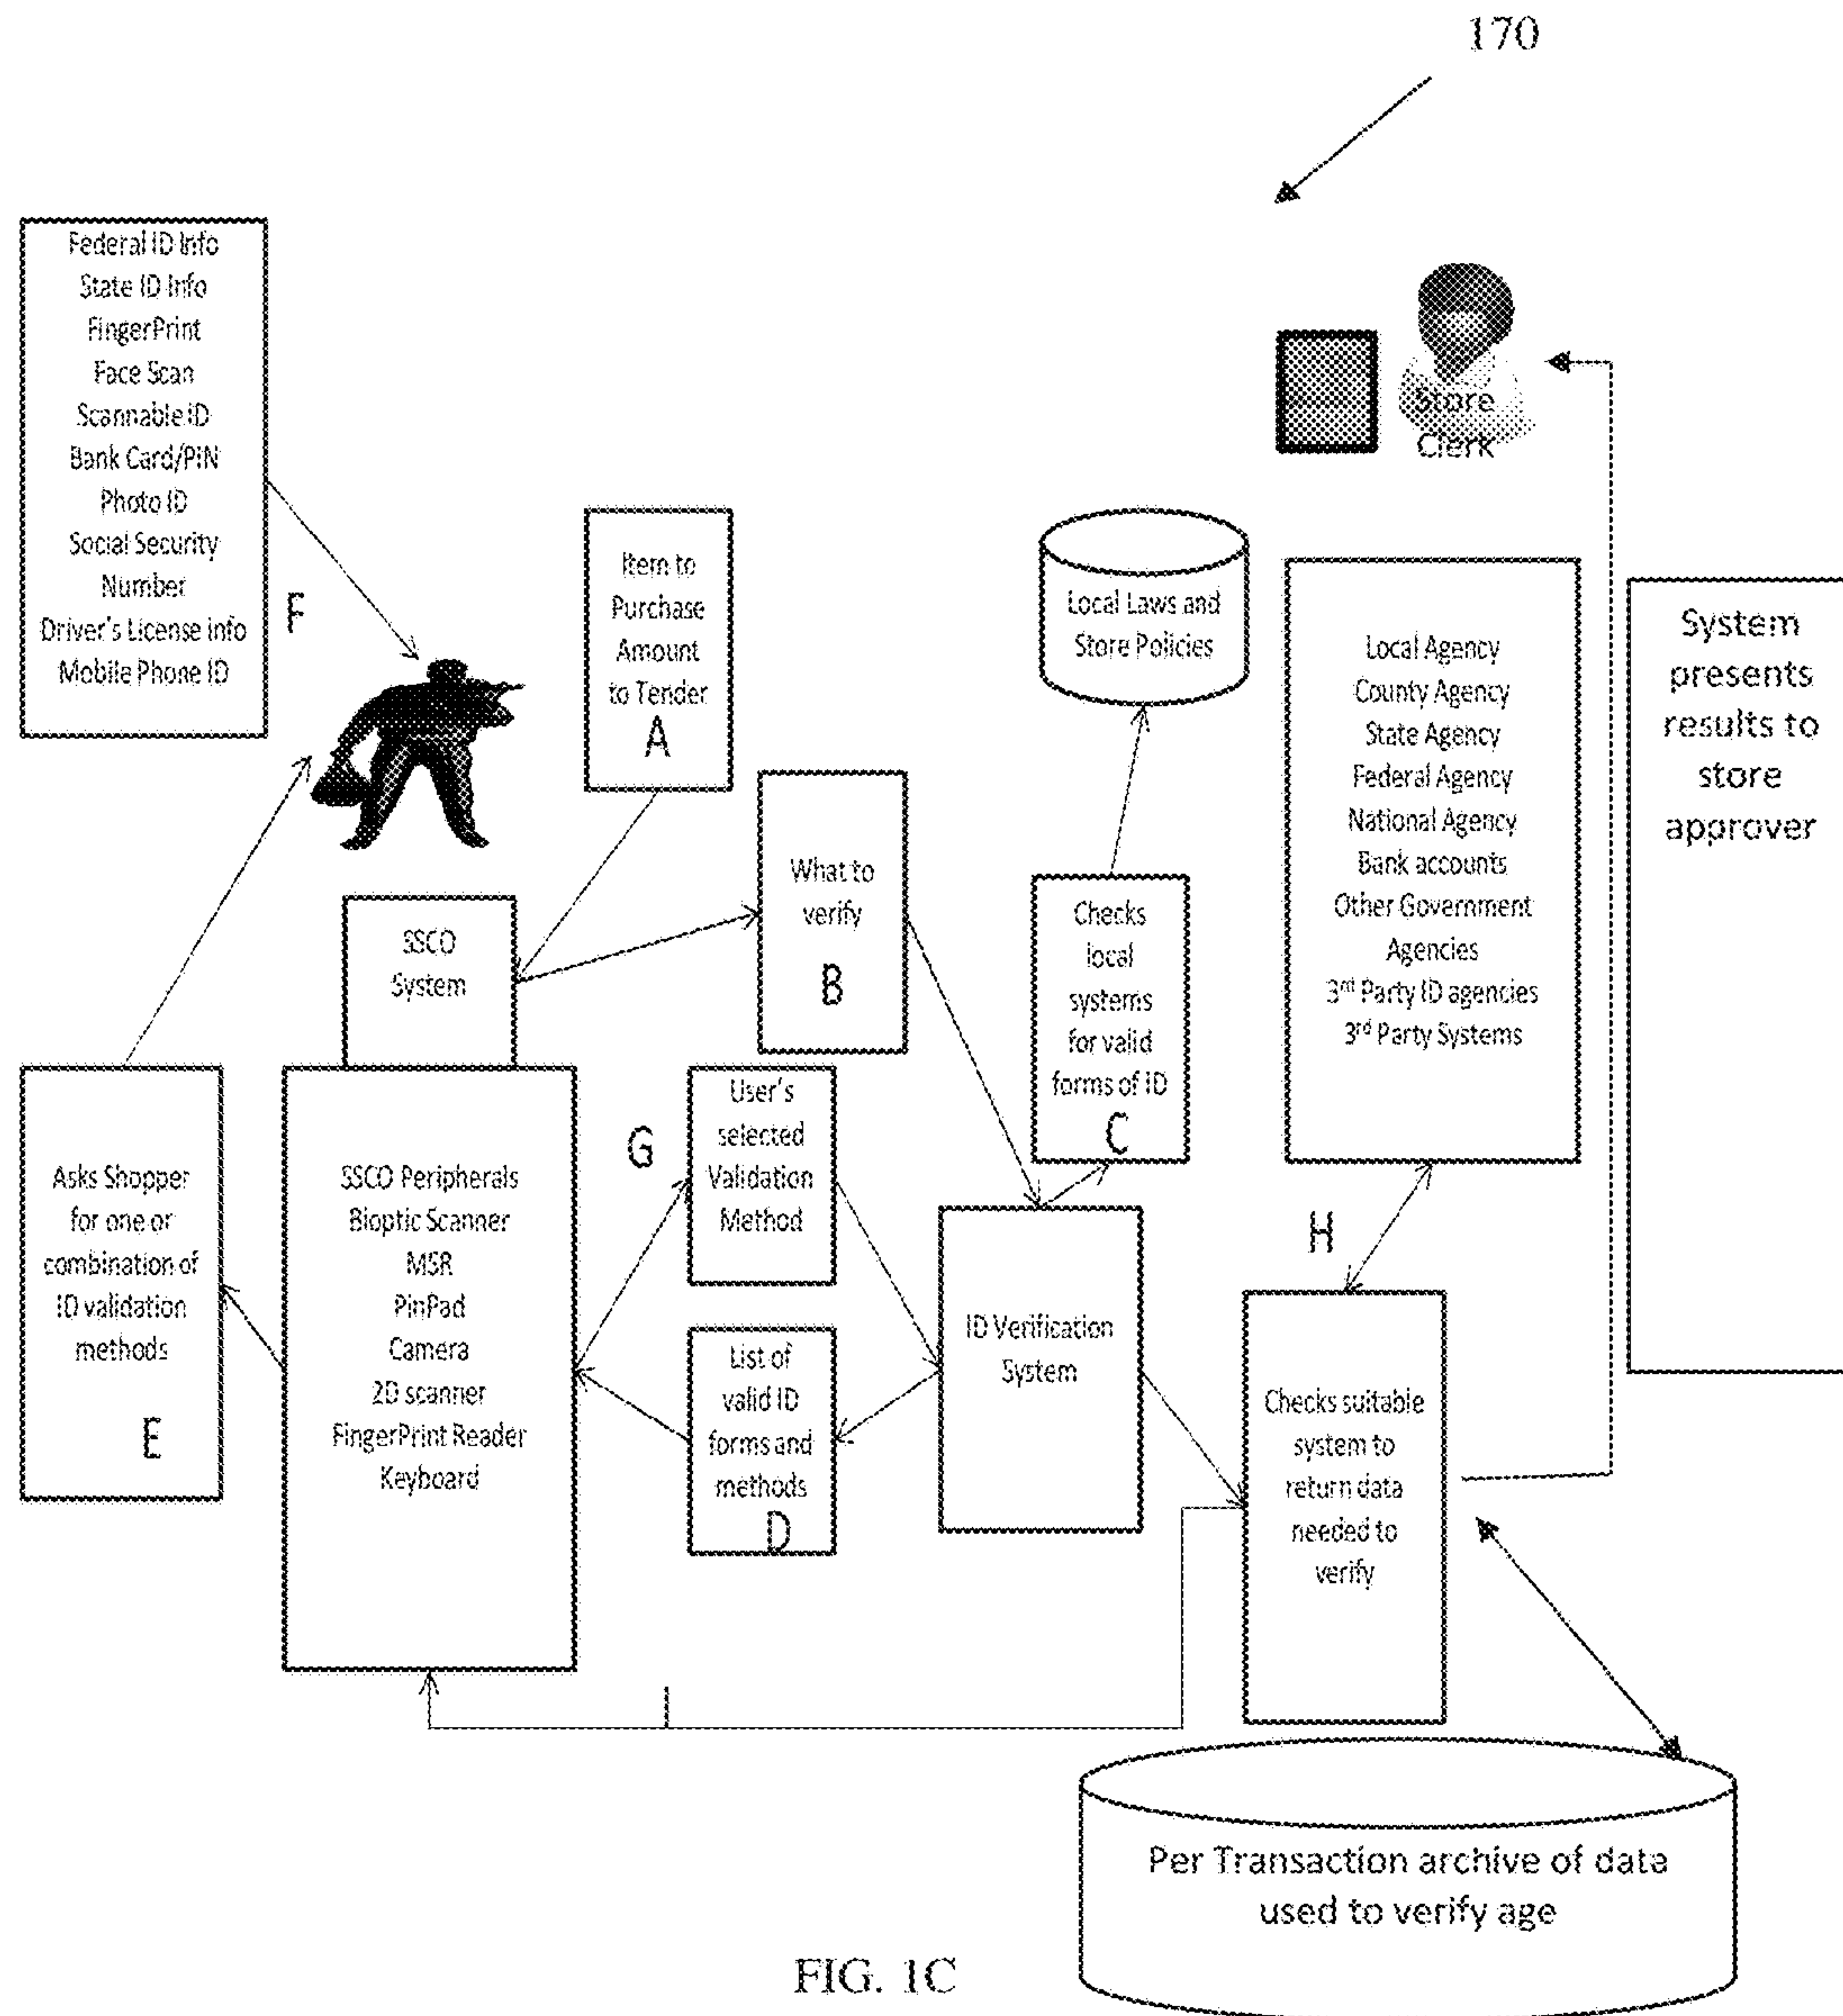 170
Federal ID Info
State ID Info
FingerPrint
Face Scan
Scannable ID
Bank Card/PIN
Photo ID
Social Security
Number
Driver's License info
Mobile Phone ID
F
Store
Clerk
Item to
Purchase
Amount
to Tender
A
Local Laws and
Store Policies
Local Agency
County Agency
State Agency
Federal Agency
National Agency
Bank accounts
Other Government
Agencies
3rd Party ID agencies
3rd Party Systems
System
presents
results to
store
approver
What to
verify
B
SSCO
System
Checks
local
systems
for valid
forms of ID
C
Asks Shopper
for one or
combination of
ID validation
methods
E
SSCO Peripherals
Bioptic Scanner
MSR
PinPad
Camera
2D scanner
FingerPrint Reader
Keyboard
G
User's
selected
Validation
Method
List of
valid ID
forms and
methods
D
ID Verification
System
H
Checks suitable
system to
return data
needed to
verify
I
Per Transaction archive of data
used to verify age
FIG. 1C